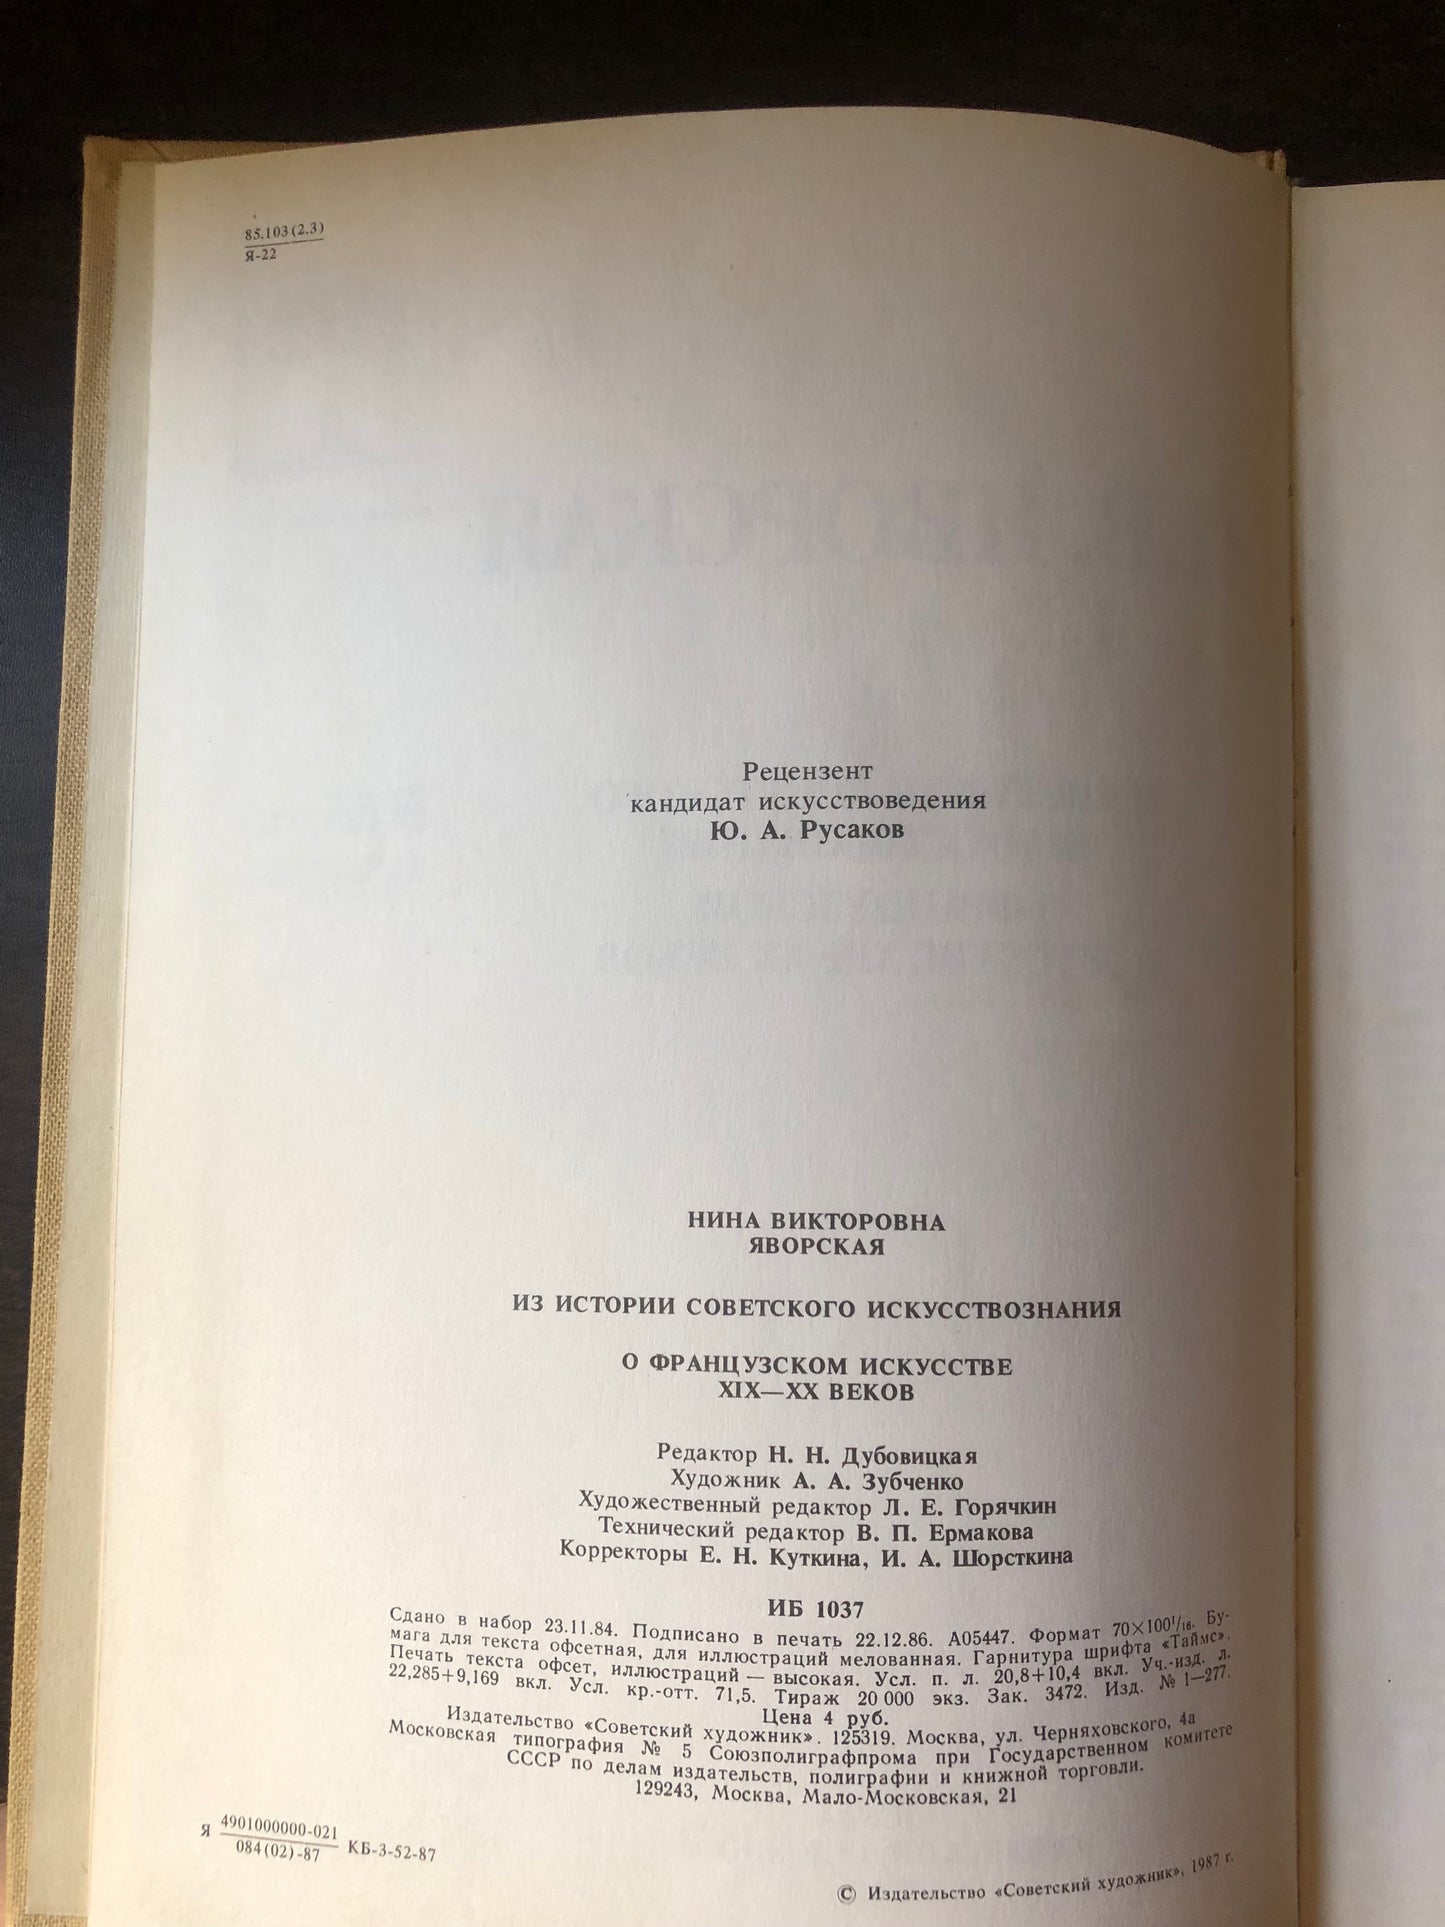 85.103(2.3)
Я-22
Рецензент
кандидат искусствоведения
Ю. А. Русаков
НИНА ВИКТОРОВНА
ЯВОРСКАЯ
ИЗ ИСТОРИИ СОВЕТСКОГО ИСКУССТВОЗНАНИЯ
О ФРАНЦУЗСКОМ ИСКУССТВЕ
XIX—XX ВЕКОВ
Редактор Н. Н. Дубовицкая
Художник А. А. Зубченко
Художественный редактор Л. Е. Горячкин
Технический редактор В. П. Ермакова
Корректоры Е. Н. Куткина, И. А. Шорсткина
ИБ 1037
Сдано в набор 23.11.84. Подписано в печать 22.12.86. А05447. Формат 70×100¹/₁₆. Бу-
мага для текста офсетная, для иллюстраций мелованная. Гарнитура шрифта «Таймс».
Печать текста офсет, иллюстраций — высокая. Усл. п. л. 20,8+10,4 вкл. Уч.-изд. л.
22,285+9,169 вкл. Усл. кр.-отт. 71,5. Тираж 20 000 экз. Зак. 3472. Изд. № 1—277.
Цена 4 руб.
Издательство «Советский художник». 125319. Москва, ул. Черняховского, 4а
Московская типография № 5 Союзполиграфпрома при Государственном комитете
СССР по делам издательств, полиграфии и книжной торговли.
129243, Москва, Мало-Московская, 21
Я 4901000000-021
084(02)-87 КБ-3-52-87
© Издательство «Советский художник», 1987 г.